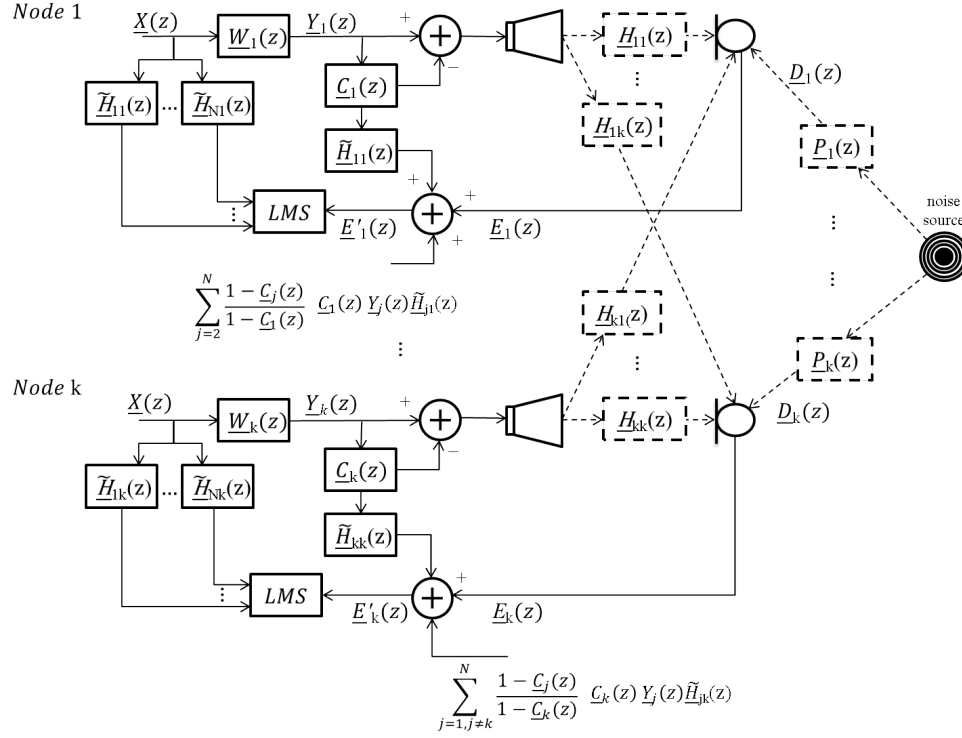 Node 1
X(z) W₁(z) Y₁(z) + −
H₁₁(z)
D₁(z)
⋮
C₁(z)
H̃₁₁(z) ... H̃N1(z)
H₁k(z)
P₁(z)
H̃₁₁(z)
noise
source
+ +
⋮ LMS E'₁(z) + E₁(z)
⋮
⋮
∑ j=2 N (1 − Cⱼ(z))/(1 − C₁(z)) C₁(z) Yⱼ(z) H̃j1(z)
Hk1(z)
...
⋮
Pk(z)
Node k
X(z) Wk(z) Yk(z) + −
Hkk(z)
Dk(z)
Ck(z)
H̃1k(z) ... H̃Nk(z)
H̃kk(z)
⋮ LMS E'k(z) + + Ek(z)
∑ j=1, j≠k N (1 − Cⱼ(z))/(1 − Ck(z)) Ck(z) Yⱼ(z) H̃jk(z)